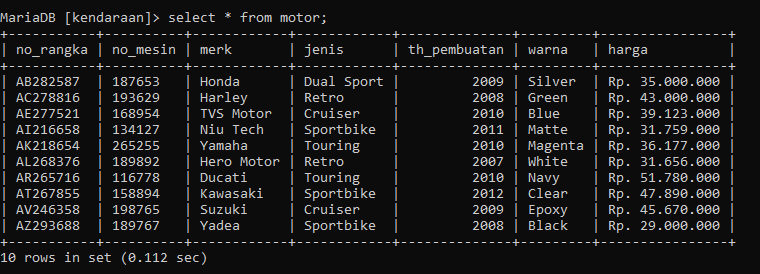 MariaDB [kendaraan]> select * from motor;
+-----------+----------+------------+------------+--------------+---------+----------------+
| no_rangka | no_mesin | merk       | jenis      | th_pembuatan | warna   | harga          |
+-----------+----------+------------+------------+--------------+---------+----------------+
| AB282587  | 187653   | Honda      | Dual Sport |         2009 | Silver  | Rp. 35.000.000 |
| AC278816  | 193629   | Harley     | Retro      |         2008 | Green   | Rp. 43.000.000 |
| AE277521  | 168954   | TVS Motor  | Cruiser    |         2010 | Blue    | Rp. 39.123.000 |
| AI216658  | 134127   | Niu Tech   | Sportbike  |         2011 | Matte   | Rp. 31.759.000 |
| AK218654  | 265255   | Yamaha     | Touring    |         2010 | Magenta | Rp. 36.177.000 |
| AL268376  | 189892   | Hero Motor | Retro      |         2007 | White   | Rp. 31.656.000 |
| AR265716  | 116778   | Ducati     | Touring    |         2010 | Navy    | Rp. 51.780.000 |
| AT267855  | 158894   | Kawasaki   | Sportbike  |         2012 | Clear   | Rp. 47.890.000 |
| AV246358  | 198765   | Suzuki     | Cruiser    |         2009 | Epoxy   | Rp. 45.670.000 |
| AZ293688  | 189767   | Yadea      | Sportbike  |         2008 | Black   | Rp. 29.000.000 |
+-----------+----------+------------+------------+--------------+---------+----------------+
10 rows in set (0.112 sec)